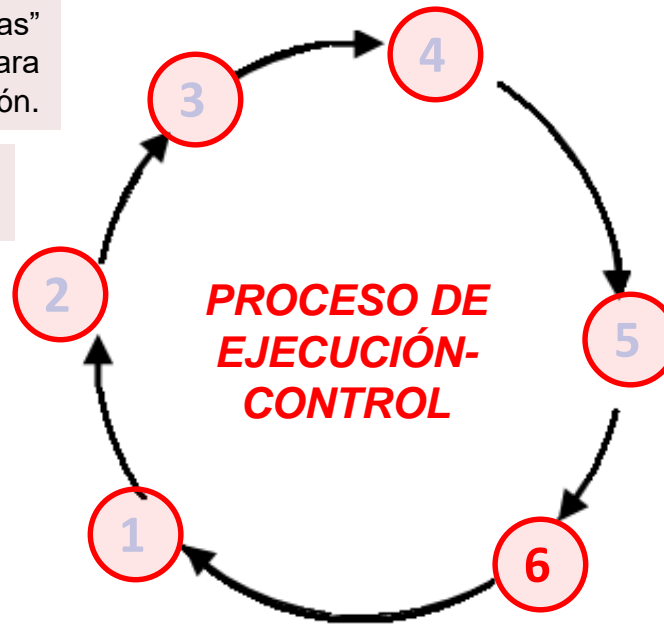 as”
ara
ón.
4
3
2
PROCESO DE
EJECUCIÓN-
CONTROL
5
1
6